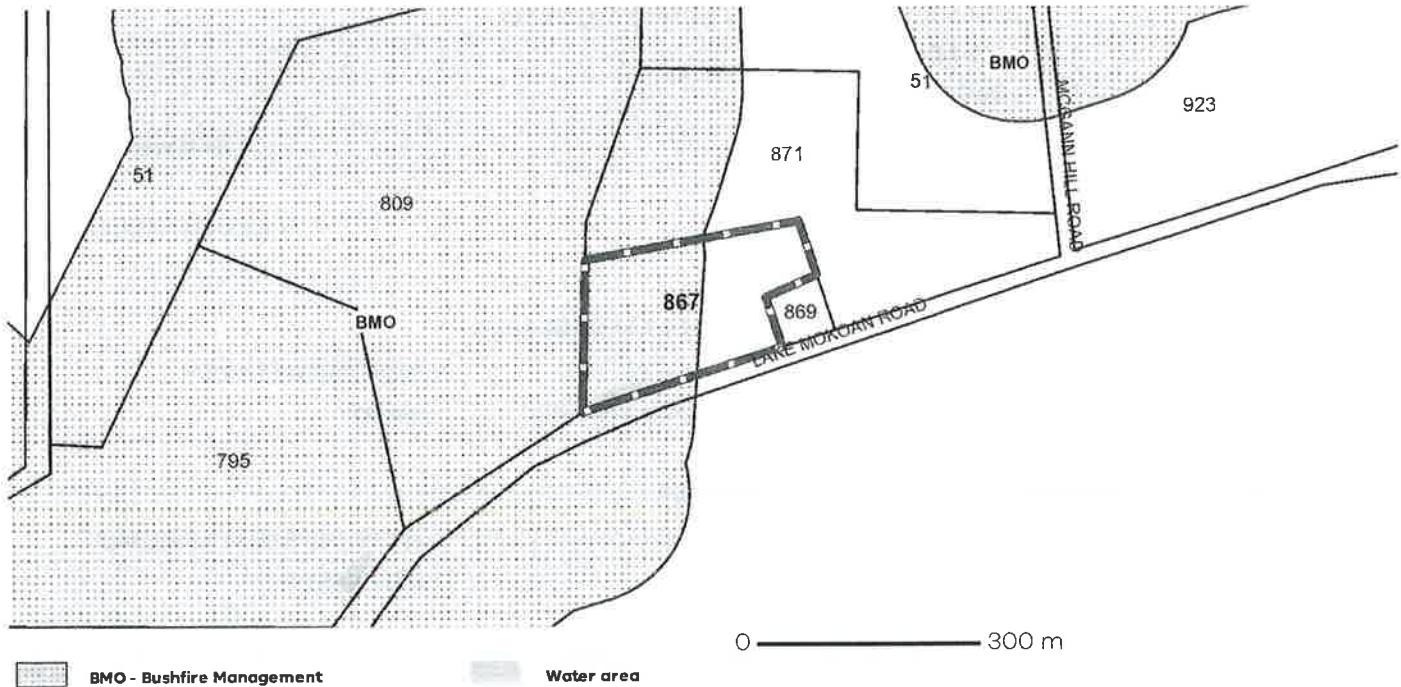 BMO
51
923
MCGANN HILL ROAD
871
51
809
867
869
LAKE MOKOAN ROAD
BMO
795
0 300 m
BMO - Bushfire Management
Water area